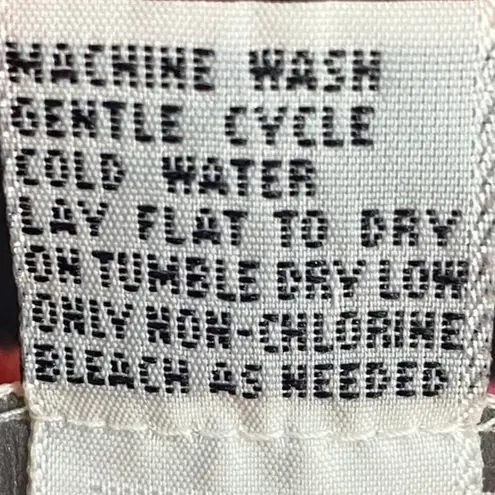 MACHINE WASH
GENTLE CYCLE
COLD WATER
LAY FLAT TO DRY
ON TUMBLE DRY LOW
ONLY NON-CHLORINE
BLEACH AS NEEDED